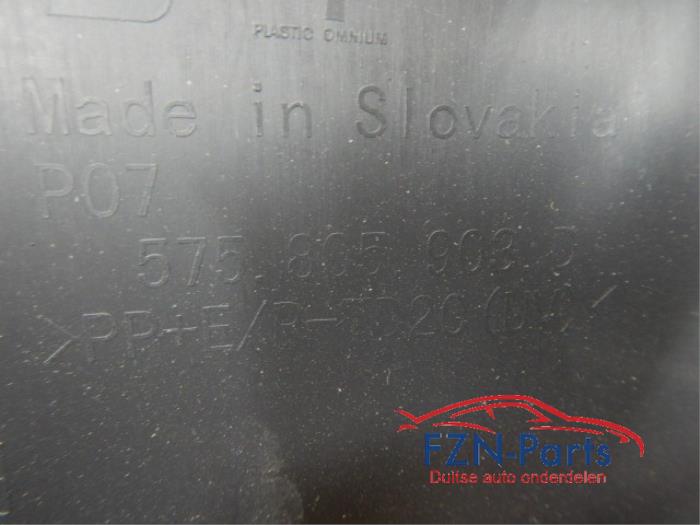 PLASTIC OMNIUM
Made in Slovakia
P07
575.805.903.D
FZN-Parts
Duitse auto onderdelen